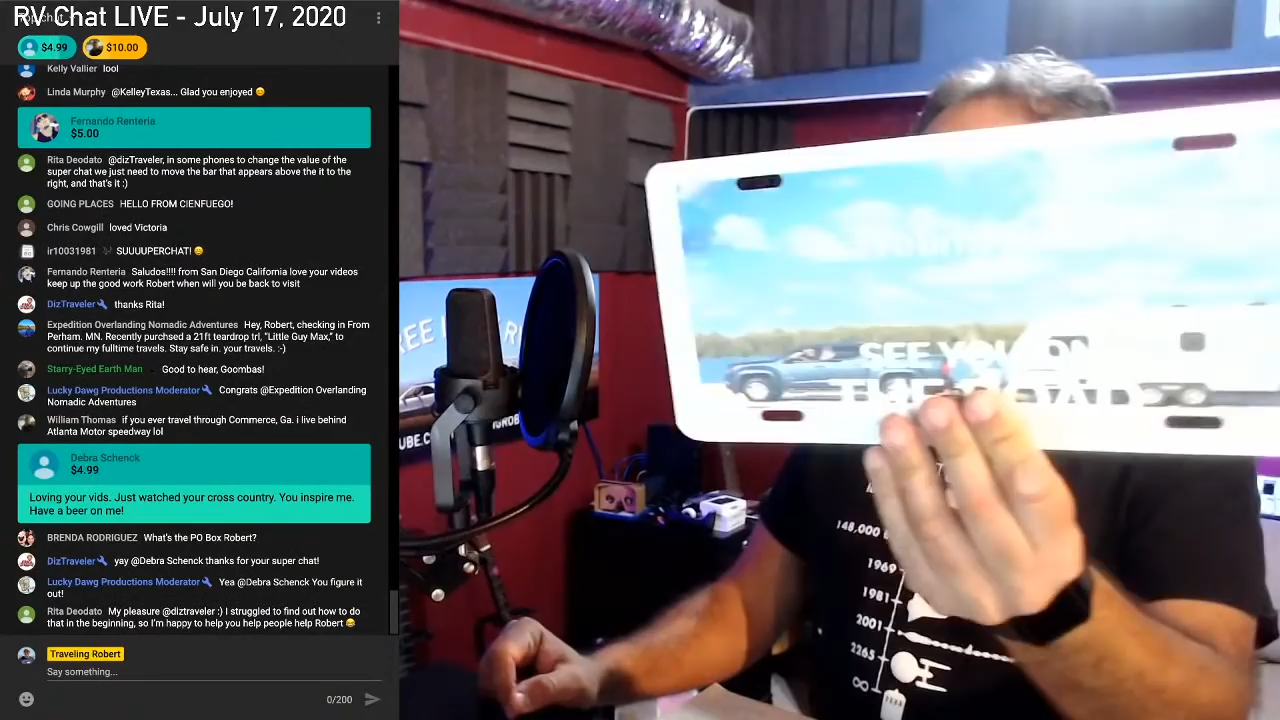 RV Chat LIVE - July 17, 2020
$4.99 $10.00
Kelly Vallier lool
Linda Murphy @KelleyTexas... Glad you enjoyed 😊
Fernando Renteria
$5.00
Rita Deodato @dizTraveler, in some phones to change the value of the
super chat we just need to move the bar that appears above the it to the
right, and that's it :)
GOING PLACES HELLO FROM CIENFUEGO!
Chris Cowgill loved Victoria
ir10031981 🎶 SUUUUPERCHAT! 😀
Fernando Renteria Saludos!!!! from San Diego California love your videos
keep up the good work Robert when will you be back to visit
DizTraveler thanks Rita!
Expedition Overlanding Nomadic Adventures Hey, Robert, checking in From
Perham. MN. Recently purchsed a 21ft teardrop trl, "Little Guy Max," to
continue my fulltime travels. Stay safe in. your travels. :-)
Starry-Eyed Earth Man Good to hear, Goombas!
Lucky Dawg Productions Moderator Congrats @Expedition Overlanding
Nomadic Adventures
William Thomas if you ever travel through Commerce, Ga. i live behind
Atlanta Motor speedway lol
Debra Schenck
$4.99
Loving your vids. Just watched your cross country. You inspire me.
Have a beer on me!
BRENDA RODRIGUEZ What's the PO Box Robert?
DizTraveler yay @Debra Schenck thanks for your super chat!
Lucky Dawg Productions Moderator Yea @Debra Schenck You figure it
out!
Rita Deodato My pleasure @diztraveler :) I struggled to find out how to do
that in the beginning, so I'm happy to help you help people help Robert 😂
Traveling Robert
Say something...
0/200
SEE YOU ON
THE ROAD
148,000
1969
1981
2001
2265
∞